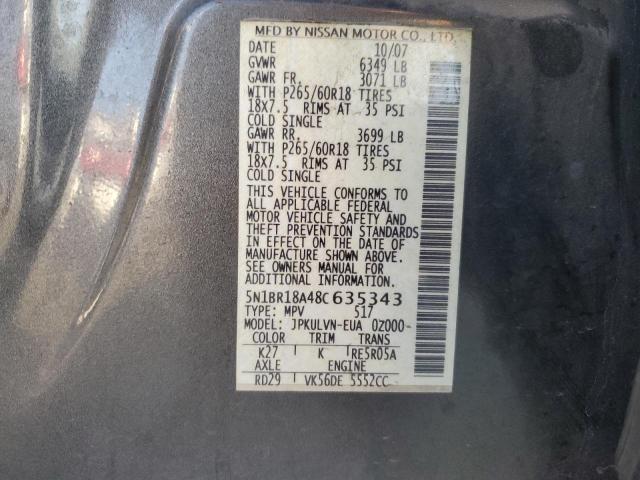 MFD BY NISSAN MOTOR CO., LTD.
DATE 10/07
GVWR 6349 LB
GAWR FR. 3071 LB
WITH P265/60R18 TIRES
18X7.5 RIMS AT 35 PSI
COLD SINGLE
GAWR RR. 3699 LB
WITH P265/60R18 TIRES
18X7.5 RIMS AT 35 PSI
COLD SINGLE
THIS VEHICLE CONFORMS TO
ALL APPLICABLE FEDERAL
MOTOR VEHICLE SAFETY AND
THEFT PREVENTION STANDARDS
IN EFFECT ON THE DATE OF
MANUFACTURE SHOWN ABOVE.
SEE OWNERS MANUAL FOR
ADDITIONAL INFORMATION.
5N1BR18A48C635343
TYPE: MPV 517
MODEL: JPKULVN-EUA 0Z000-
COLOR TRIM TRANS
K27 K RE5R05A
AXLE ENGINE
RD29 VK56DE 5552CC